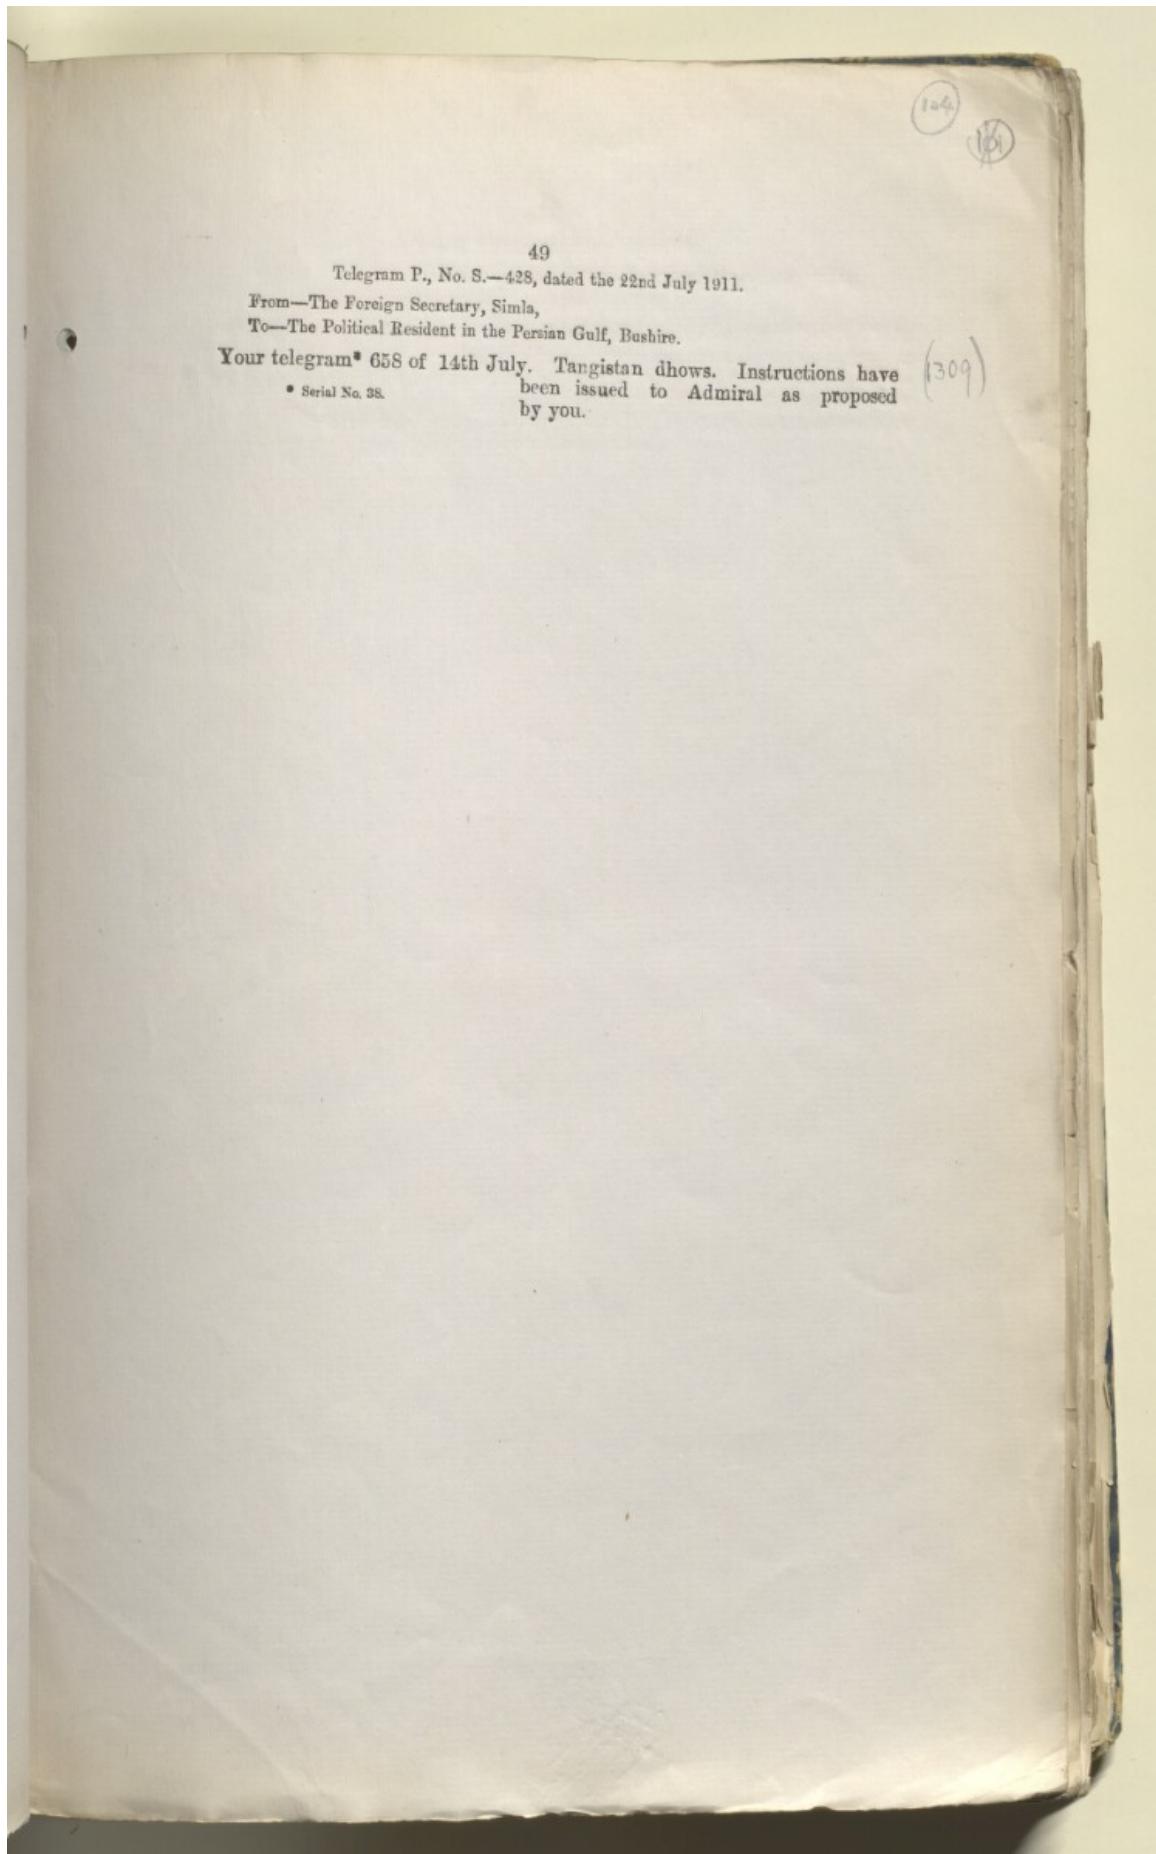 104
161
49
Telegram P., No. S.—428, dated the 22nd July 1911.
From—The Foreign Secretary, Simla,
To—The Political Resident in the Persian Gulf, Bushire.
Your telegram* 658 of 14th July. Tangistan dhows. Instructions have
(1309)
* Serial No. 38.
been issued to Admiral as proposed
by you.